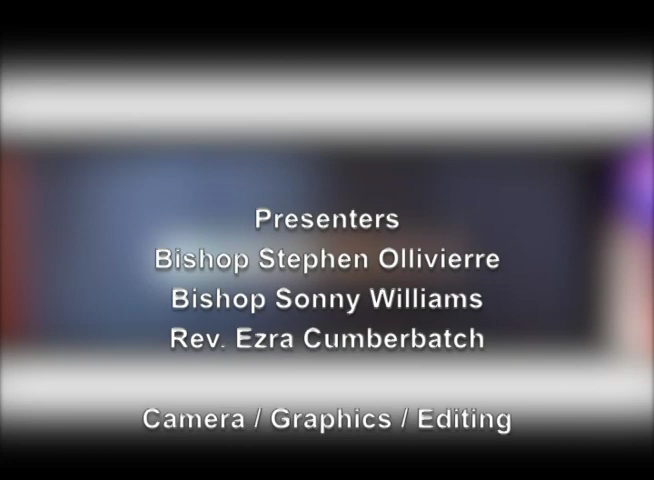 Presenters
Bishop Stephen Ollivierre
Bishop Sonny Williams
Rev. Ezra Cumberbatch
Camera / Graphics / Editing